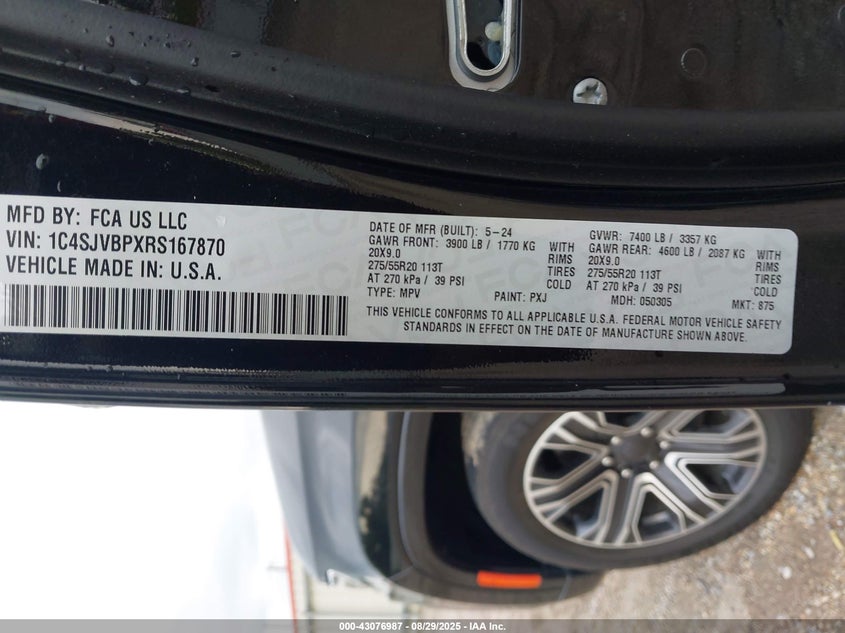 MFD BY: FCA US LLC
VIN: 1C4SJVBPXRS167870
VEHICLE MADE IN U.S.A.
DATE OF MFR (BUILT): 5-24
GAWR FRONT: 3900 LB / 1770 KG WITH
20X9.0 RIMS
275/55R20 113T TIRES
AT 270 kPa / 39 PSI COLD
TYPE: MPV PAINT: PXJ
GVWR: 7400 LB / 3357 KG
GAWR REAR: 4600 LB / 2087 KG WITH
20X9.0 RIMS
275/55R20 113T TIRES
AT 270 kPa / 39 PSI COLD
MDH: 050305 MKT: 875
THIS VEHICLE CONFORMS TO ALL APPLICABLE U.S.A. FEDERAL MOTOR VEHICLE SAFETY
STANDARDS IN EFFECT ON THE DATE OF MANUFACTURE SHOWN ABOVE.
000-43076987 - 08/29/2025 - IAA Inc.